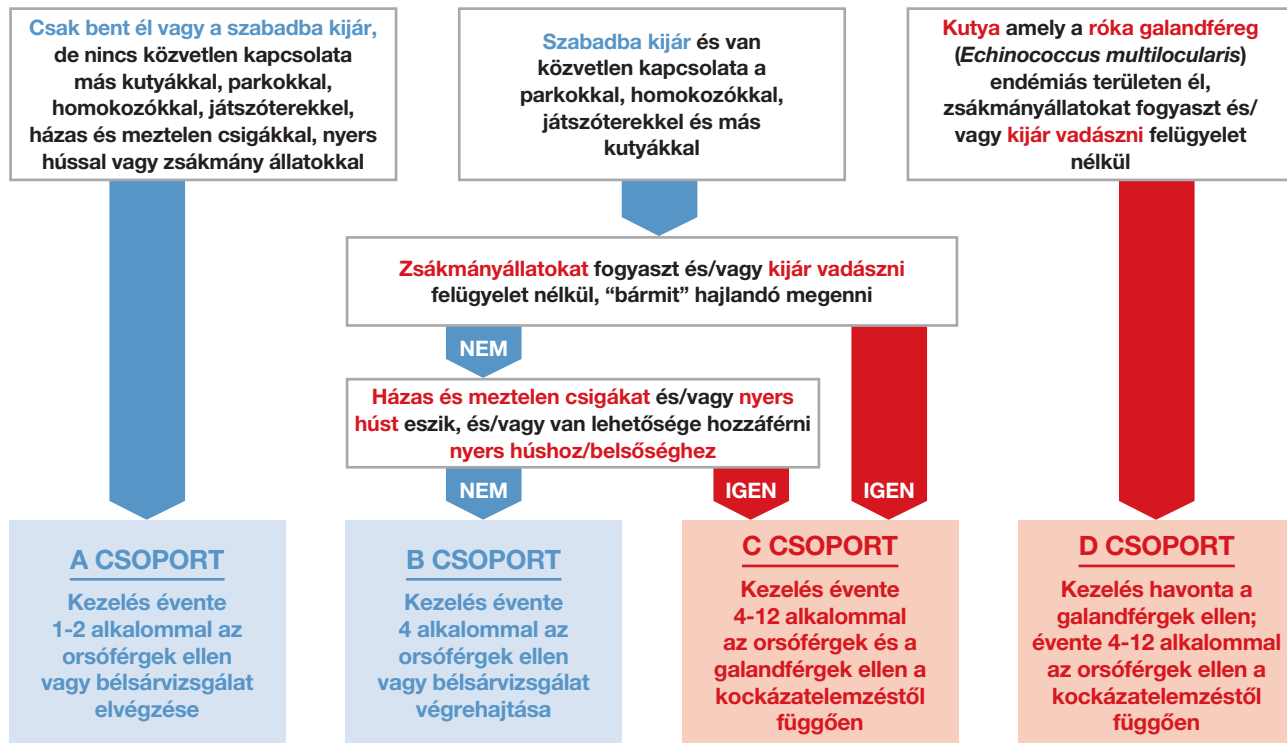 Csak bent él vagy a szabadba kijár,
de nincs közvetlen kapcsolata
más kutyákkal, parkokkal,
homokozókkal, játszóterekkel,
házas és meztelen csigákkal, nyers
hússal vagy zsákmány állatokkal
Szabadba kijár és van
közvetlen kapcsolata a
parkokkal, homokozókkal,
játszóterekkel és más
kutyákkal
Kutya amely a róka galandféreg
(Echinococcus multilocularis)
endémiás területen él,
zsákmányállatokat fogyaszt és/
vagy kijár vadászni felügyelet
nélkül
Zsákmányállatokat fogyaszt és/vagy kijár vadászni
felügyelet nélkül, “bármit” hajlandó megenni
NEM
Házas és meztelen csigákat és/vagy nyers
húst eszik, és/vagy van lehetősége hozzáférni
nyers húshoz/belsőséghez
NEM
IGEN
IGEN
A CSOPORT
Kezelés évente
1-2 alkalommal az
orsóférgek ellen
vagy bélsárvizsgálat
elvégzése
B CSOPORT
Kezelés évente
4 alkalommal az
orsóférgek ellen
vagy bélsárvizsgálat
végrehajtása
C CSOPORT
Kezelés évente
4-12 alkalommal
az orsóférgek és a
galandférgek ellen a
kockázatelemzéstől
függően
D CSOPORT
Kezelés havonta a
galandférgek ellen;
évente 4-12 alkalommal
az orsóférgek ellen a
kockázatelemzéstől
függően